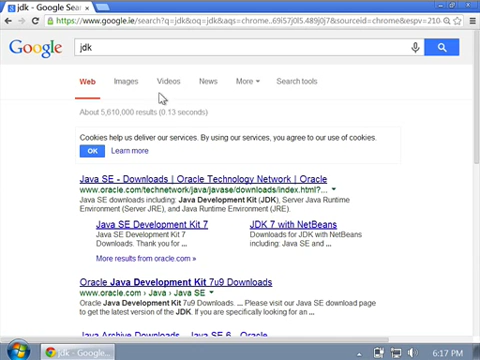 jdk - Google Sear
https://www.google.ie/search?q=jdk&oq=jdk&aqs=chrome..69i57j0l5.489j0j7&sourceid=chrome&espv=210
Google
jdk
Web Images Videos News More Search tools
About 5,610,000 results (0.13 seconds)
Cookies help us deliver our services. By using our services, you agree to our use of cookies.
OK Learn more
Java SE - Downloads | Oracle Technology Network | Oracle
www.oracle.com/technetwork/java/javase/downloads/index.html?...
Java SE downloads including: Java Development Kit (JDK), Server Java Runtime
Environment (Server JRE), and Java Runtime Environment (JRE).
Java SE Development Kit 7
Downloads. Thank you for ...
JDK 7 with NetBeans
Downloads for JDK 7 with NetBeans
including: Java SE and ...
More results from oracle.com »
Oracle Java Development Kit 7u9 Downloads
www.oracle.com › Java › Java SE
Oracle Java Development Kit 7u9 Downloads. ... Please visit our Java SE download
page to get the latest version of the JDK. If you are specifically looking for an...
Java Archive Downloads - Java SE 6 - Oracle
jdk - Google...
6:17 PM